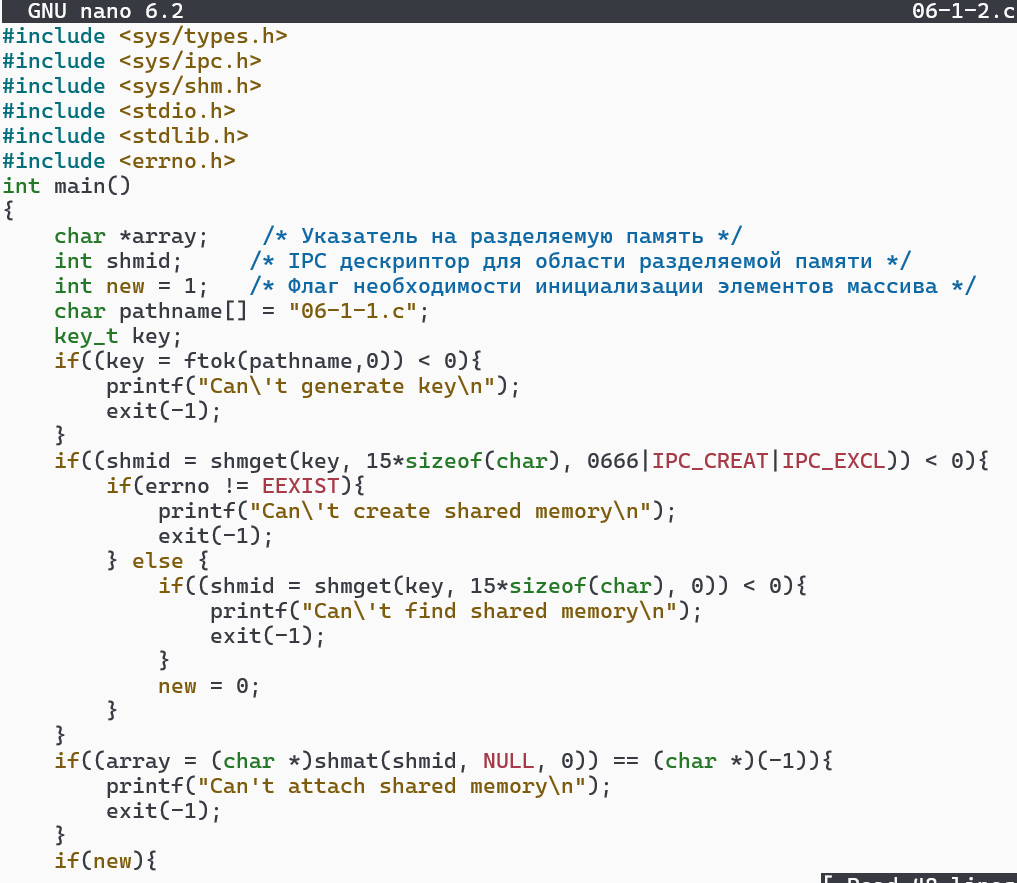 GNU nano 6.2 06-1-2.c
#include <sys/types.h>
#include <sys/ipc.h>
#include <sys/shm.h>
#include <stdio.h>
#include <stdlib.h>
#include <errno.h>
int main()
{
    char *array;    /* Указатель на разделяемую память */
    int shmid;     /* IPC дескриптор для области разделяемой памяти */
    int new = 1;   /* Флаг необходимости инициализации элементов массива */
    char pathname[] = "06-1-1.c";
    key_t key;
    if((key = ftok(pathname,0)) < 0){
        printf("Can\'t generate key\n");
        exit(-1);
    }
    if((shmid = shmget(key, 15*sizeof(char), 0666|IPC_CREAT|IPC_EXCL)) < 0){
        if(errno != EEXIST){
            printf("Can\'t create shared memory\n");
            exit(-1);
        } else {
            if((shmid = shmget(key, 15*sizeof(char), 0)) < 0){
                printf("Can\'t find shared memory\n");
                exit(-1);
            }
            new = 0;
        }
    }
    if((array = (char *)shmat(shmid, NULL, 0)) == (char *)(-1)){
        printf("Can't attach shared memory\n");
        exit(-1);
    }
    if(new){